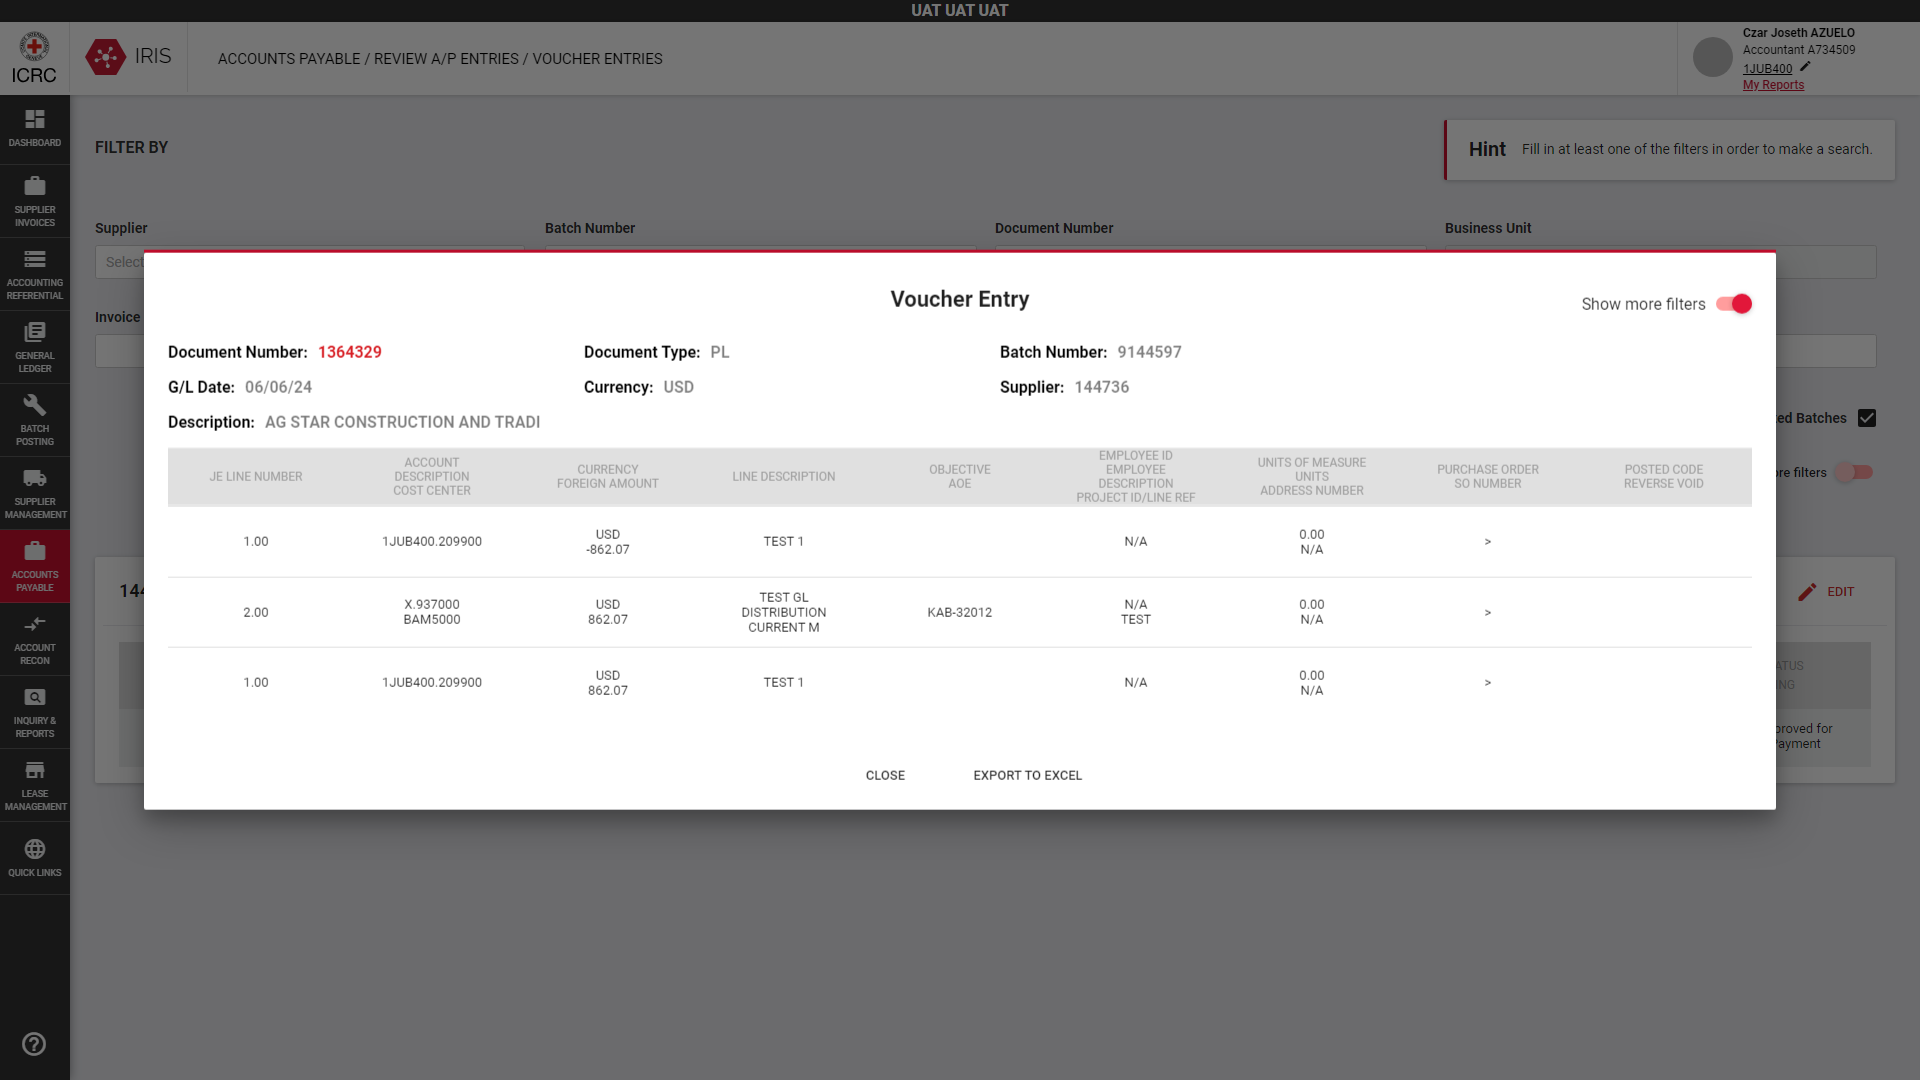 UAT UAT UAT
ICRC
IRIS
ACCOUNTS PAYABLE / REVIEW A/P ENTRIES / VOUCHER ENTRIES
Czar Joseth AZUELO
Accountant A734509
1JUB400
My Reports
DASHBOARD
SUPPLIER
INVOICES
ACCOUNTING
REFERENTIAL
GENERAL
LEDGER
BATCH
POSTING
SUPPLIER
MANAGEMENT
ACCOUNTS
PAYABLE
ACCOUNT
RECON
INQUIRY &
REPORTS
LEASE
MANAGEMENT
QUICK LINKS
FILTER BY
Hint Fill in at least one of the filters in order to make a search.
Supplier Batch Number Document Number Business Unit
Select
Invoice
ed Batches
re filters
144
EDIT
ATUS
NG
proved for
Payment
Voucher Entry
Show more filters
Document Number: 1364329 Document Type: PL Batch Number: 9144597
G/L Date: 06/06/24 Currency: USD Supplier: 144736
Description: AG STAR CONSTRUCTION AND TRADI
JE LINE NUMBER
ACCOUNT
DESCRIPTION
COST CENTER
CURRENCY
FOREIGN AMOUNT
LINE DESCRIPTION
OBJECTIVE
AOE
EMPLOYEE ID
EMPLOYEE
DESCRIPTION
PROJECT ID/LINE REF
UNITS OF MEASURE
UNITS
ADDRESS NUMBER
PURCHASE ORDER
SO NUMBER
POSTED CODE
REVERSE VOID
1.00
1JUB400.209900
USD
-862.07
TEST 1
N/A
0.00
N/A
>
2.00
X.937000
BAM5000
USD
862.07
TEST GL
DISTRIBUTION
CURRENT M
KAB-32012
N/A
TEST
0.00
N/A
>
1.00
1JUB400.209900
USD
862.07
TEST 1
N/A
0.00
N/A
>
CLOSE EXPORT TO EXCEL